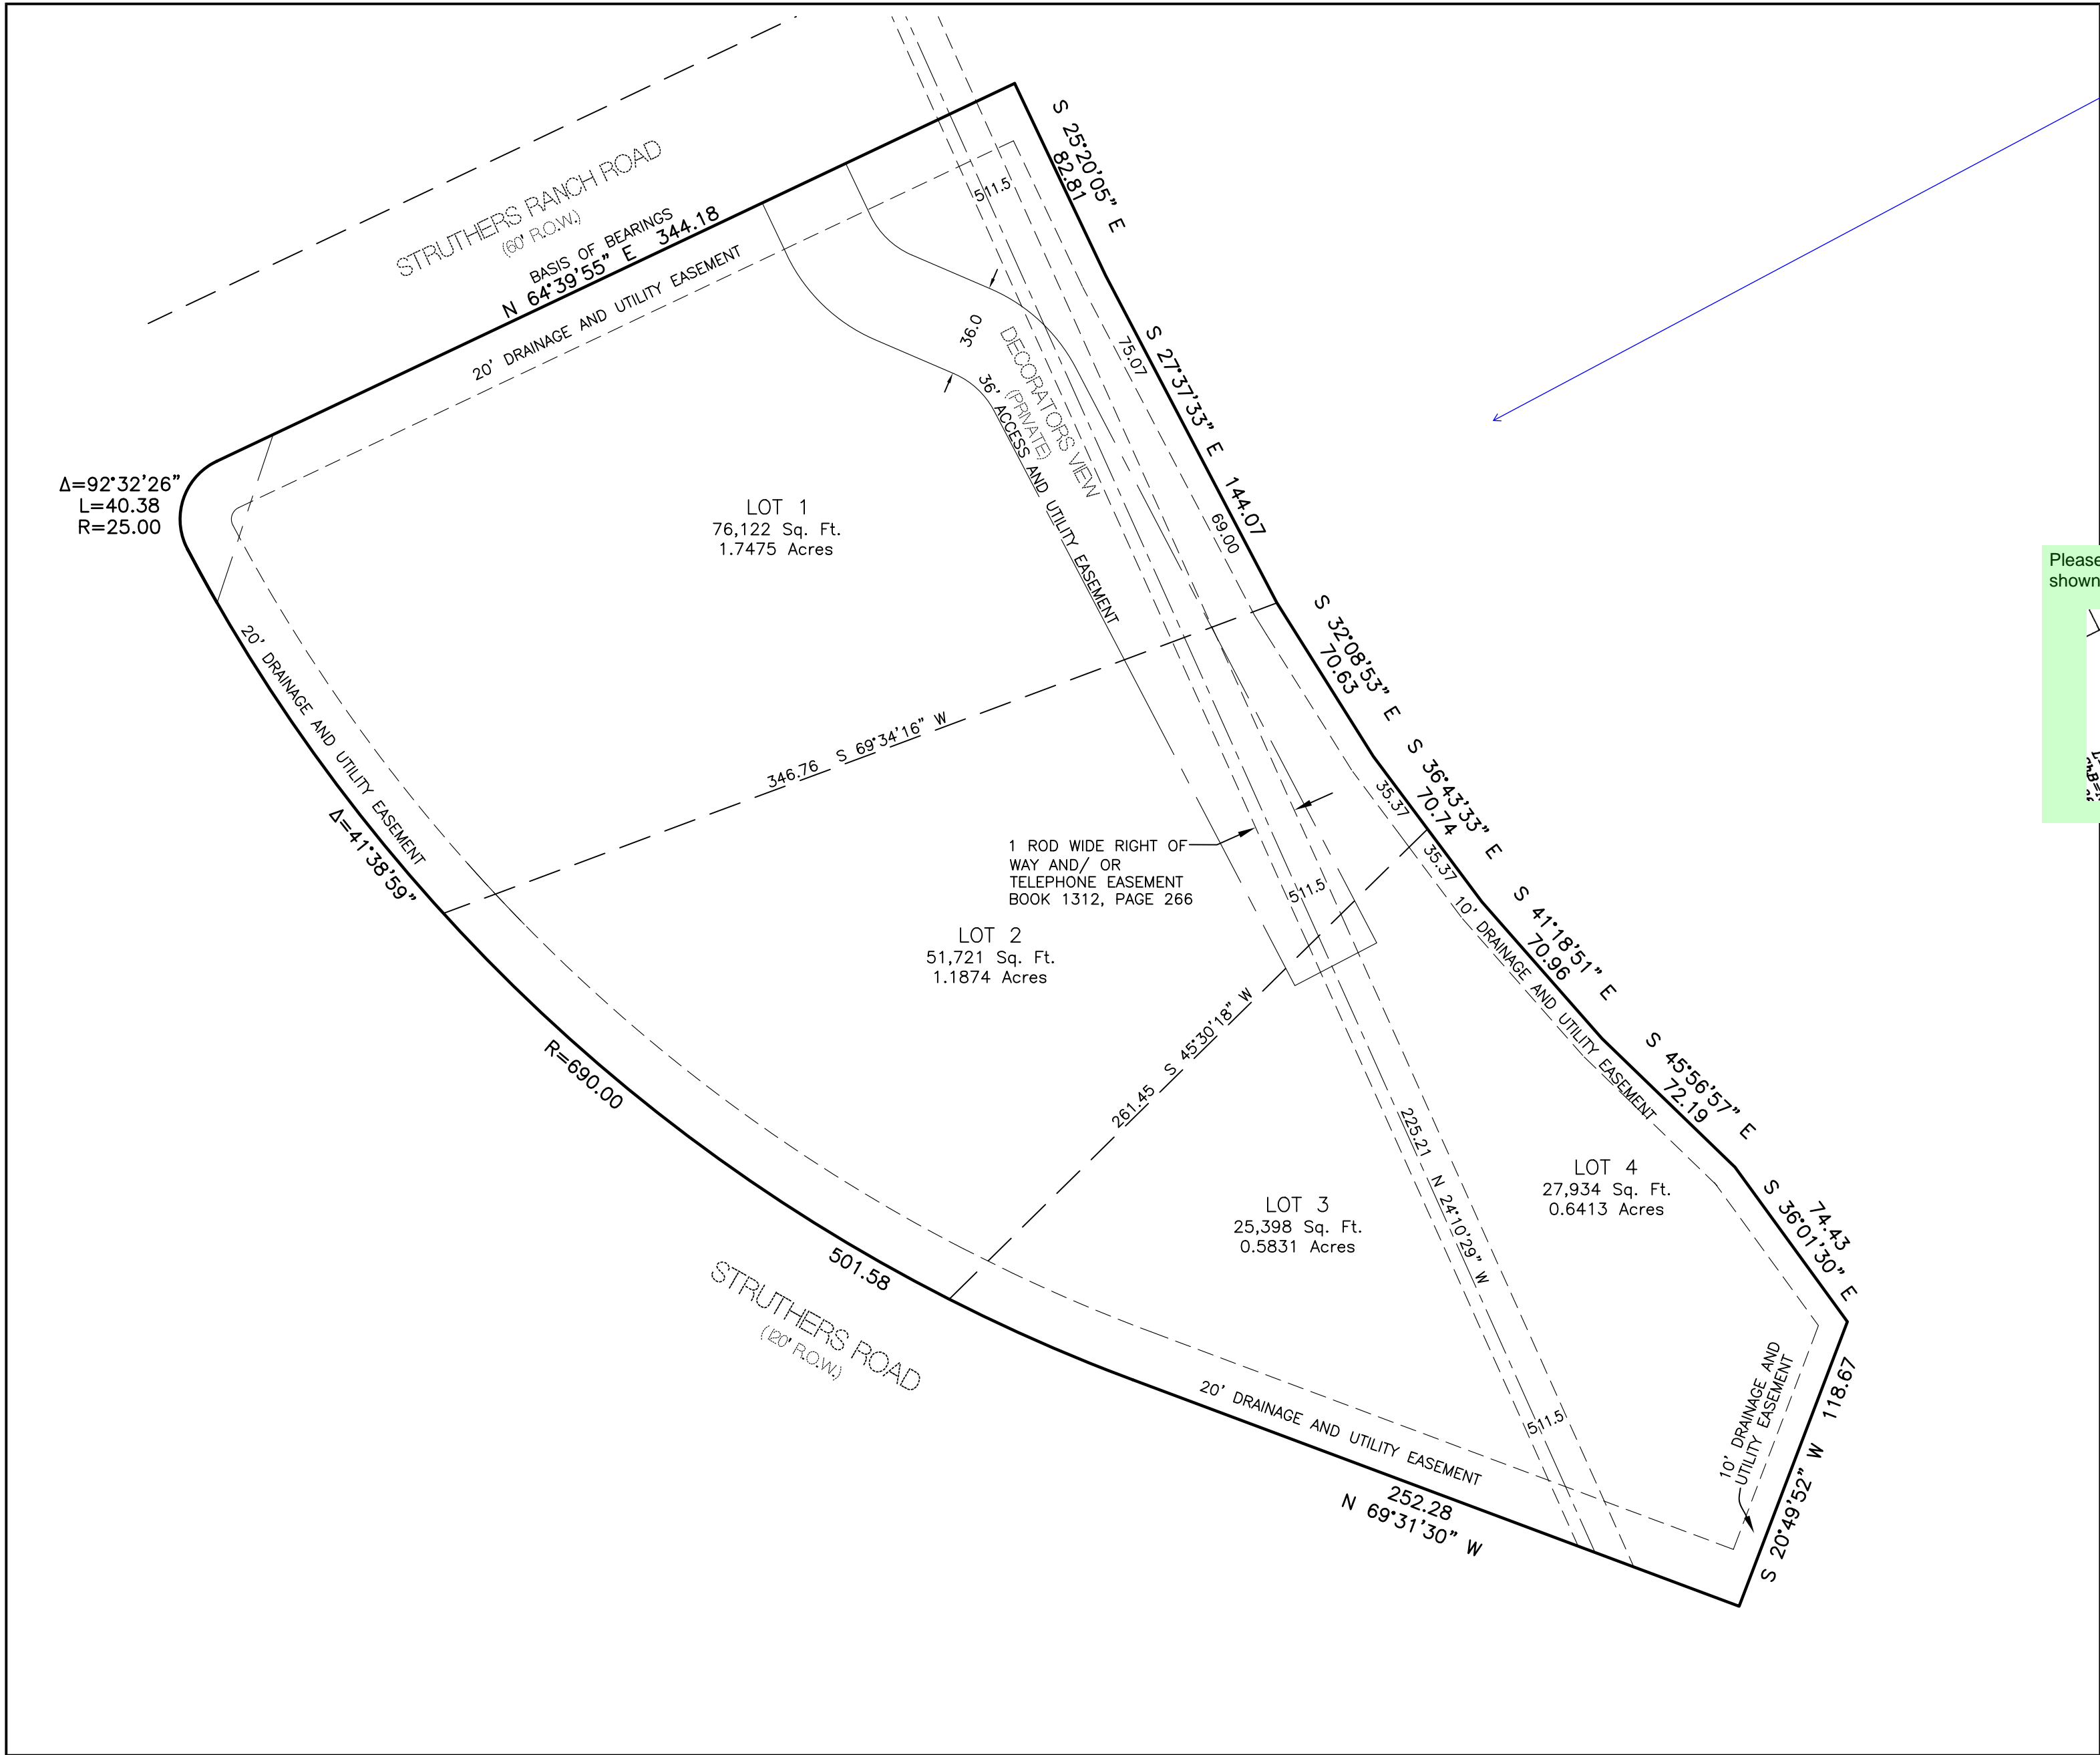 STRUTHERS RANCH ROAD
(60' R.O.W.)
BASIS OF BEARINGS
N 64°39'55" E 344.18
20' DRAINAGE AND UTILITY EASEMENT
S 25°20'05" E
82.81
511.5
36.0
DECORATORS VIEW
(PRIVATE)
36' ACCESS AND UTILITY EASEMENT
75.07
S 27°37'33" E 144.07
69.00
Δ=92°32'26"
L=40.38
R=25.00
LOT 1
76,122 Sq. Ft.
1.7475 Acres
Please
shown
S 32°08'53" E
70.63
20' DRAINAGE AND UTILITY EASEMENT
346.76 S 69°34'16" W
S 36°43'33" E
70.74
35.37
35.37
Δ=41°38'59"
1 ROD WIDE RIGHT OF
WAY AND/ OR
TELEPHONE EASEMENT
BOOK 1312, PAGE 266
511.5
LOT 2
51,721 Sq. Ft.
1.1874 Acres
10' DRAINAGE AND UTILITY EASEMENT
S 41°18'51" E
70.96
R=690.00
261.45 S 45°30'18" W
S 45°56'57" E
72.19
225.21 N 24°10'29" W
LOT 4
27,934 Sq. Ft.
0.6413 Acres
LOT 3
25,398 Sq. Ft.
0.5831 Acres
74.43
S 36°01'30" E
501.58
STRUTHERS ROAD
(120' R.O.W.)
20' DRAINAGE AND UTILITY EASEMENT
511.5
10' DRAINAGE AND
UTILITY EASEMENT
S 20°49'52" W 118.67
252.28
N 69°31'30" W